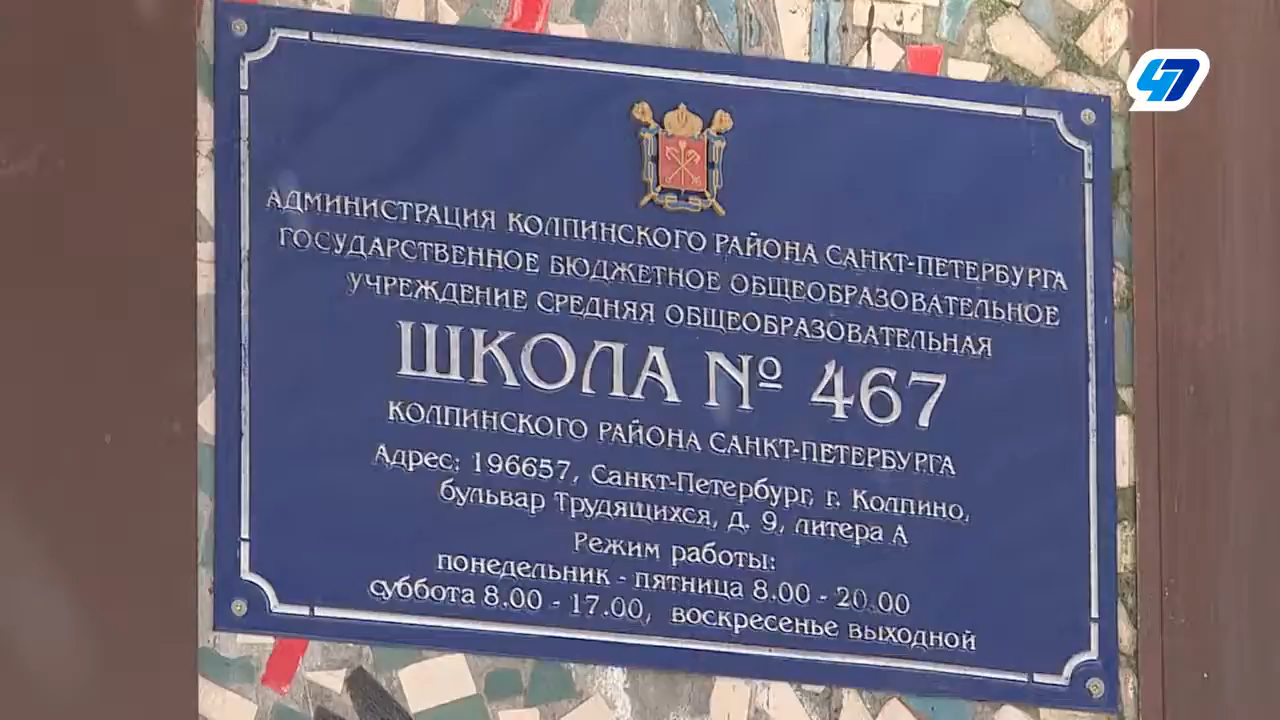 47
АДМИНИСТРАЦИЯ КОЛПИНСКОГО РАЙОНА САНКТ-ПЕТЕРБУРГА
ГОСУДАРСТВЕННОЕ БЮДЖЕТНОЕ ОБЩЕОБРАЗОВАТЕЛЬНОЕ
УЧРЕЖДЕНИЕ СРЕДНЯЯ ОБЩЕОБРАЗОВАТЕЛЬНАЯ
ШКОЛА № 467
КОЛПИНСКОГО РАЙОНА САНКТ-ПЕТЕРБУРГА
Адрес: 196657, Санкт-Петербург, г. Колпино,
бульвар Трудящихся, д. 9, литера А
Режим работы:
понедельник - пятница 8.00 - 20.00
суббота 8.00 - 17.00, воскресенье выходной